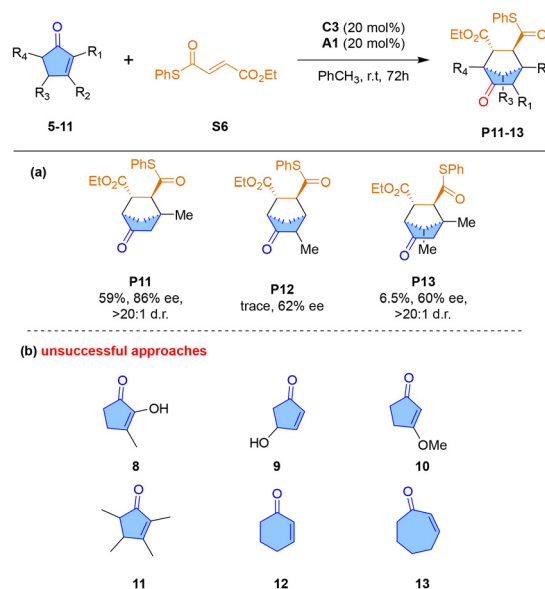 O
R₄
R₁
R₃
R₂
5-11
+
O
PhS
OEt
O
S6
C3 (20 mol%)
A1 (20 mol%)
PhCH₃, r.t, 72h
SPh
EtO₂C
O
R₄
R
O
R₃
R₁
P11-13
(a)
PhS
EtO₂C
O
Me
O
P11
59%, 86% ee,
>20:1 d.r.
PhS
EtO₂C
O
O
Me
P12
trace, 62% ee
SPh
EtO₂C
O
Me
O
Me
P13
6.5%, 60% ee,
>20:1 d.r.
(b) unsuccessful approaches
O
OH
8
O
HO
9
O
OMe
10
O
11
O
12
O
13